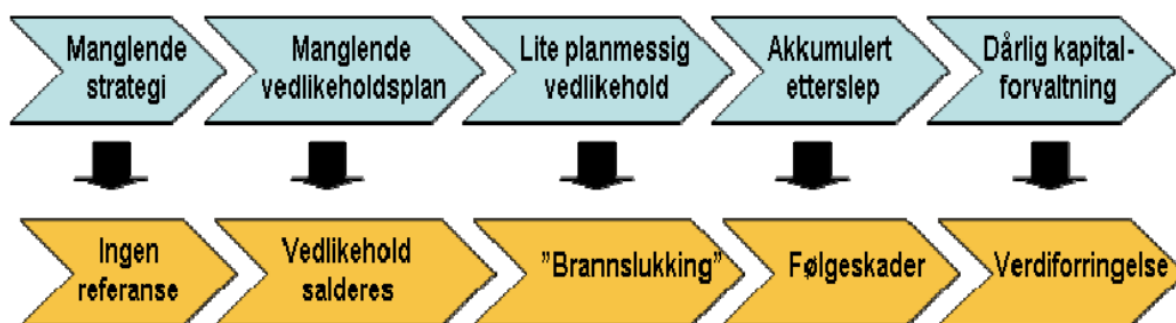 Manglende
strategi
Manglende
vedlikeholdsplan
Lite planmessig
vedlikehold
Akkumulert
etterslep
Dårlig kapital-
forvaltning
Ingen
referanse
Vedlikehold
salderes
”Brannslukking”
Følgeskader
Verdiforringelse